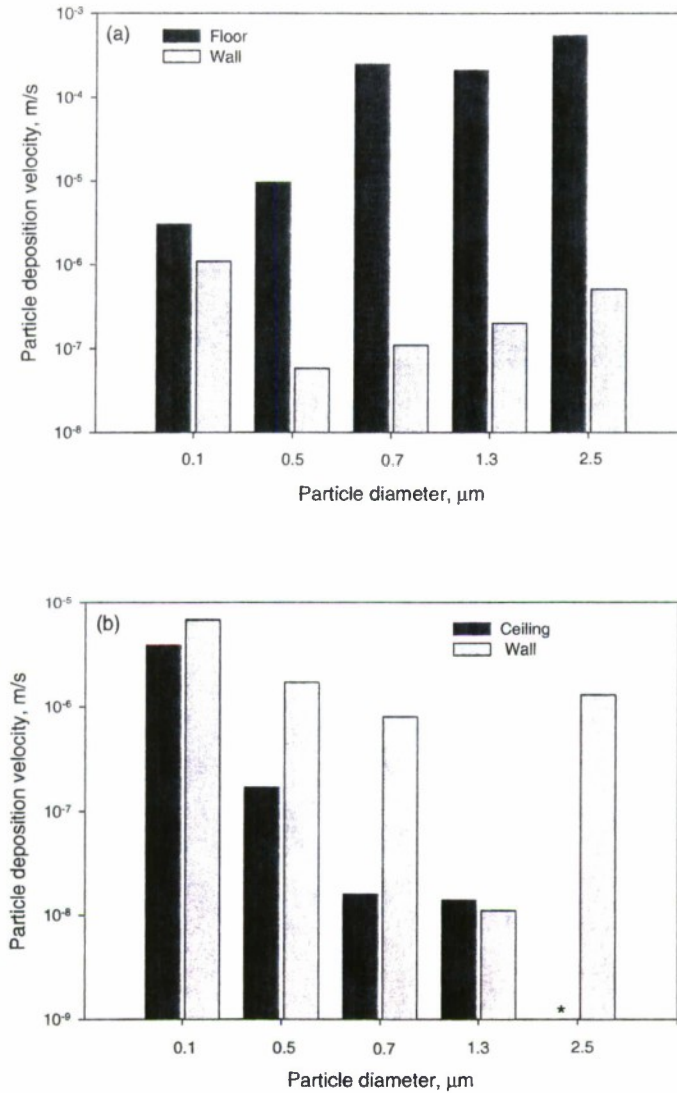 (a)
Floor
Wall
Particle deposition velocity, m/s
10⁻³
10⁻⁴
10⁻⁵
10⁻⁶
10⁻⁷
10⁻⁸
0.1 0.5 0.7 1.3 2.5
Particle diameter, μm
(b)
Ceiling
Wall
Particle deposition velocity, m/s
10⁻⁵
10⁻⁶
10⁻⁷
10⁻⁸
10⁻⁹
*
0.1 0.5 0.7 1.3 2.5
Particle diameter, μm